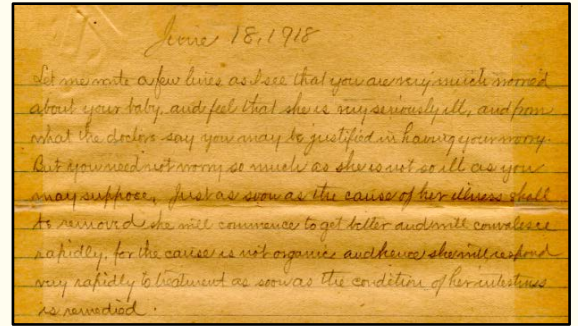 June 18, 1918
Let me write a few lines as I see that you are very much worried
about your baby, and feel that she is very seriously ill, and from
what the doctors say you may be justified in having your worry.
But you need not worry so much as she is not so ill as you
may suppose. Just as soon as the cause of her illness shall
be removed she will commence to get better and will convalesce
rapidly, for the cause is not organic and hence she will respond
very rapidly to treatment as soon as the condition of her intestines
is remedied.